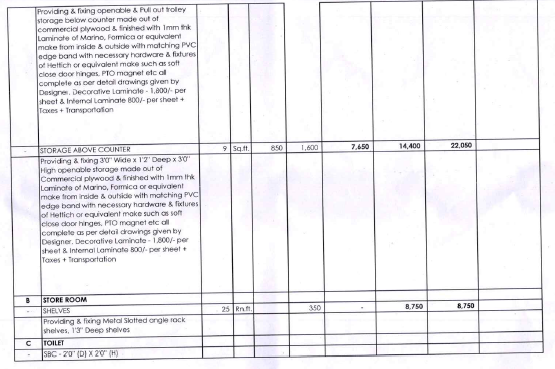 Providing & fixing openable & Pull out trolley
storage below counter made out of
commercial plywood & finished with 1mm thk
Laminate of Marino, Formica or equivalent
make from inside & outside with matching PVC
edge band with necessary hardware & fixtures
of Hettich or equivalent make such as soft
close door hinges, PTO magnet etc all
complete as per detail drawings given by
Designer. Decorative Laminate - 1,800/- per
sheet & Internal Laminate 800/- per sheet +
Taxes + Transportation
- STORAGE ABOVE COUNTER 9 Sq.ft. 850 1,600 7,650 14,400 22,050
Providing & fixing 3'0" Wide x 1'2" Deep x 3'0"
High openable storage made out of
Commercial plywood & finished with 1mm thk
Laminate of Marino, Formica or equivalent
make from inside & outside with matching PVC
edge band with necessary hardware & fixtures
of Hettich or equivalent make such as soft
close door hinges, PTO magnet etc all
complete as per detail drawings given by
Designer. Decorative Laminate - 1,800/- per
sheet & Internal Laminate 800/- per sheet +
Taxes + Transportation
B STORE ROOM
- SHELVES 25 Rn.ft. 350 - 8,750 8,750
Providing & fixing Metal Slotted angle rack
shelves, 1'3" Deep shelves
C TOILET
- SBC - 2'0" (D) X 2'0" (H)